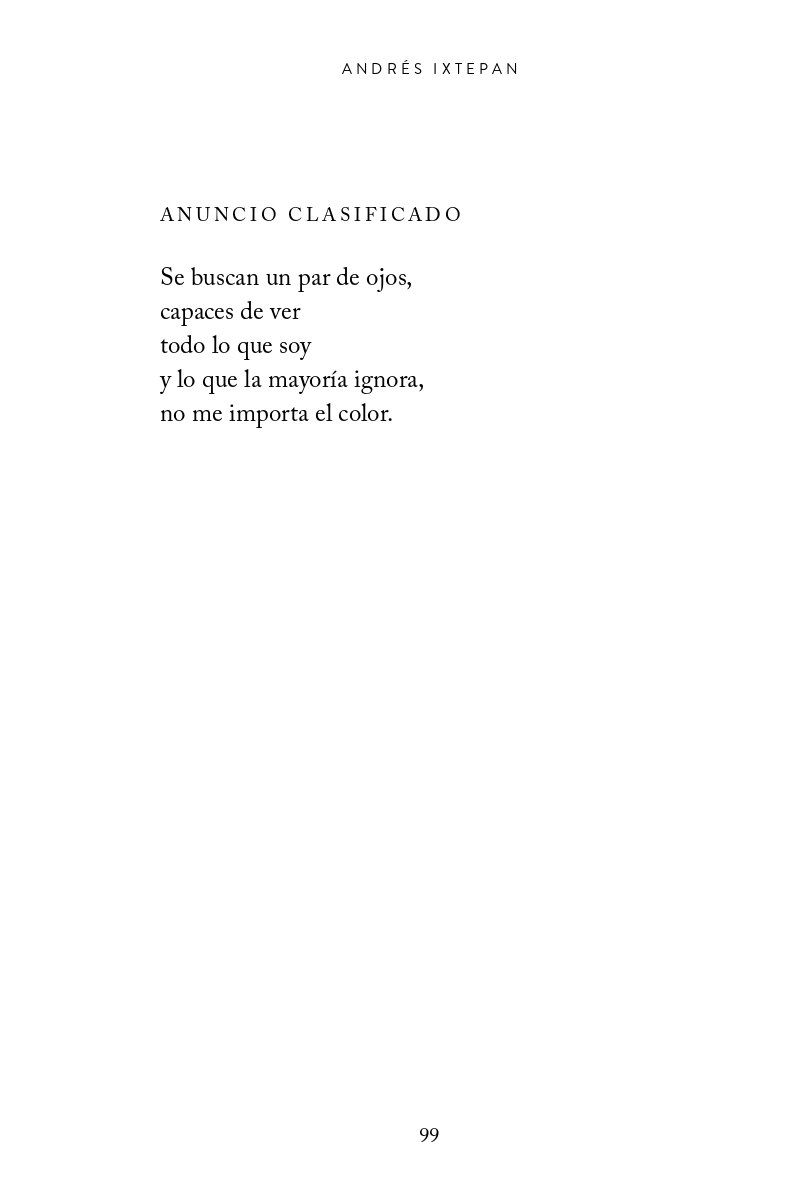 ANDRÉS IXTEPAN
ANUNCIO CLASIFICADO
Se buscan un par de ojos,
capaces de ver
todo lo que soy
y lo que la mayoría ignora,
no me importa el color.
99